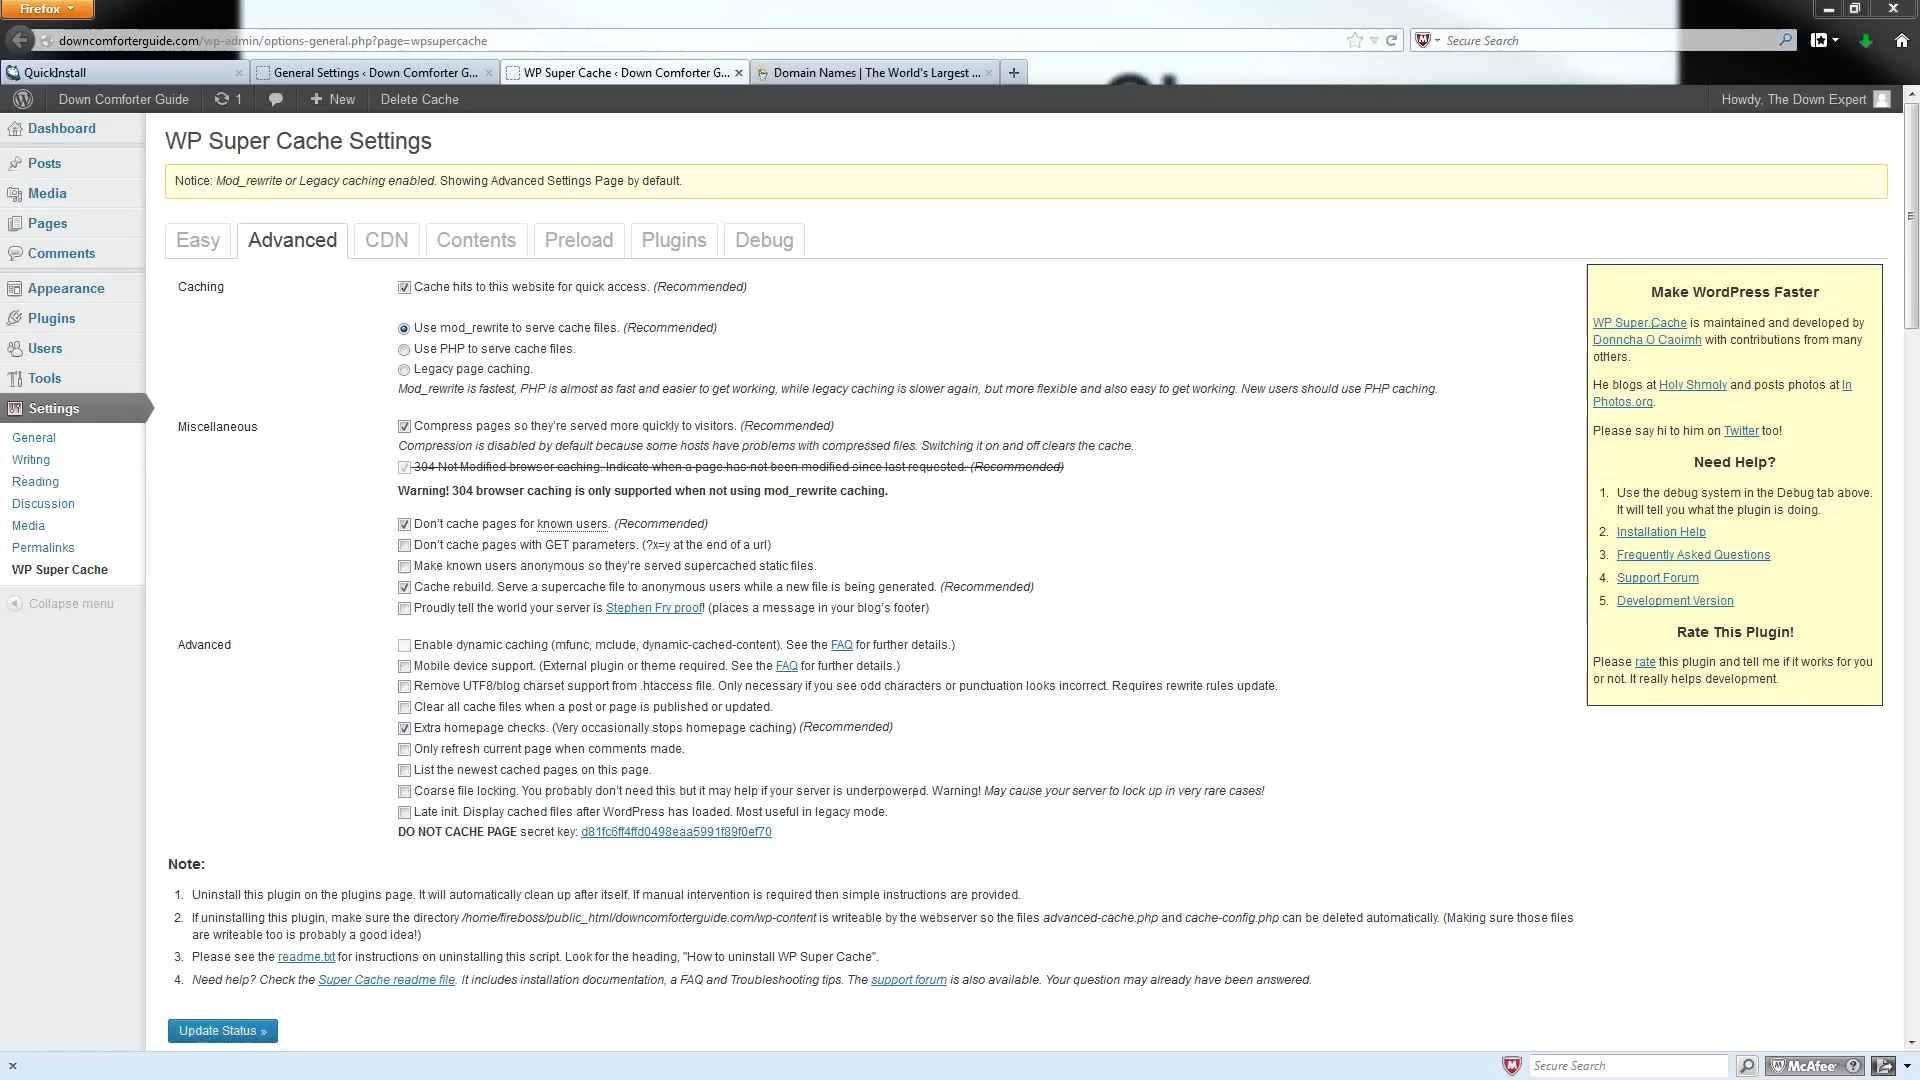 Firefox
downcomforterguide.com/wp-admin/options-general.php?page=wpsupercache
Secure Search
QuickInstall
General Settings ‹ Down Comforter G...
WP Super Cache ‹ Down Comforter G...
Domain Names | The World's Largest ...
Down Comforter Guide
1
New
Delete Cache
Howdy, The Down Expert
Dashboard
Posts
Media
Pages
Comments
Appearance
Plugins
Users
Tools
Settings
General
Writing
Reading
Discussion
Media
Permalinks
WP Super Cache
Collapse menu
WP Super Cache Settings
Notice: Mod_rewrite or Legacy caching enabled. Showing Advanced Settings Page by default.
Easy
Advanced
CDN
Contents
Preload
Plugins
Debug
Caching
Cache hits to this website for quick access. (Recommended)
Use mod_rewrite to serve cache files. (Recommended)
Use PHP to serve cache files.
Legacy page caching.
Mod_rewrite is fastest, PHP is almost as fast and easier to get working, while legacy caching is slower again, but more flexible and also easy to get working. New users should use PHP caching.
Miscellaneous
Compress pages so they're served more quickly to visitors. (Recommended)
Compression is disabled by default because some hosts have problems with compressed files. Switching it on and off clears the cache.
304 Not Modified browser caching. Indicate when a page has not been modified since last requested. (Recommended)
Warning! 304 browser caching is only supported when not using mod_rewrite caching.
Don't cache pages for known users. (Recommended)
Don't cache pages with GET parameters. (?x=y at the end of a url)
Make known users anonymous so they're served supercached static files.
Cache rebuild. Serve a supercache file to anonymous users while a new file is being generated. (Recommended)
Proudly tell the world your server is Stephen Fry proof! (places a message in your blog's footer)
Advanced
Enable dynamic caching (mfunc, mclude, dynamic-cached-content). See the FAQ for further details.)
Mobile device support. (External plugin or theme required. See the FAQ for further details.)
Remove UTF8/blog charset support from .htaccess file. Only necessary if you see odd characters or punctuation looks incorrect. Requires rewrite rules update.
Clear all cache files when a post or page is published or updated.
Extra homepage checks. (Very occasionally stops homepage caching) (Recommended)
Only refresh current page when comments made.
List the newest cached pages on this page.
Coarse file locking. You probably don't need this but it may help if your server is underpowered. Warning! May cause your server to lock up in very rare cases!
Late init. Display cached files after WordPress has loaded. Most useful in legacy mode.
DO NOT CACHE PAGE secret key: d81fc6ff4ffd0498eaa5991f89f0ef70
Note:
1. Uninstall this plugin on the plugins page. It will automatically clean up after itself. If manual intervention is required then simple instructions are provided.
2. If uninstalling this plugin, make sure the directory /home/fireboss/public_html/downcomforterguide.com/wp-content is writeable by the webserver so the files advanced-cache.php and cache-config.php can be deleted automatically. (Making sure those files
are writeable too is probably a good idea!)
3. Please see the readme.txt for instructions on uninstalling this script. Look for the heading, "How to uninstall WP Super Cache".
4. Need help? Check the Super Cache readme file. It includes installation documentation, a FAQ and Troubleshooting tips. The support forum is also available. Your question may already have been answered.
Update Status »
Make WordPress Faster
WP Super Cache is maintained and developed by
Donncha O Caoimh with contributions from many
others.
He blogs at Holy Shmoly and posts photos at In
Photos.org.
Please say hi to him on Twitter too!
Need Help?
1. Use the debug system in the Debug tab above.
It will tell you what the plugin is doing.
2. Installation Help
3. Frequently Asked Questions
4. Support Forum
5. Development Version
Rate This Plugin!
Please rate this plugin and tell me if it works for you
or not. It really helps development.
Secure Search
McAfee